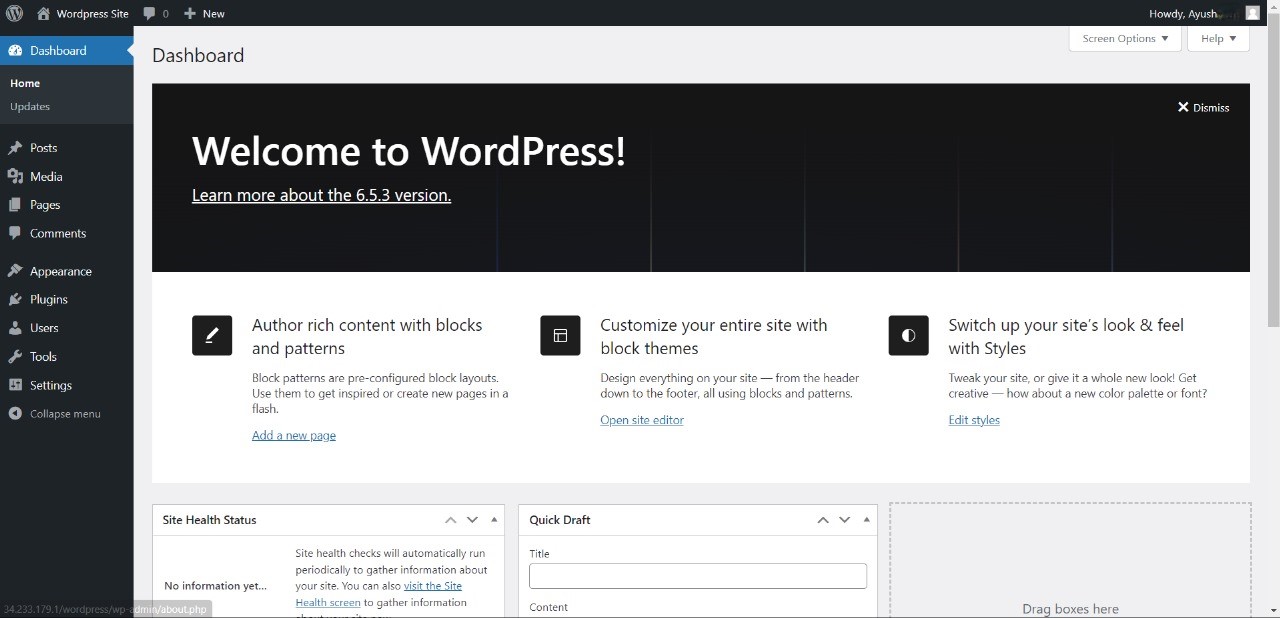 Wordpress Site 0 New Howdy, Ayush
Dashboard
Home
Updates
Posts
Media
Pages
Comments
Appearance
Plugins
Users
Tools
Settings
Collapse menu
Screen Options Help
Dashboard
Dismiss
Welcome to WordPress!
Learn more about the 6.5.3 version.
Author rich content with blocks
and patterns
Block patterns are pre-configured block layouts.
Use them to get inspired or create new pages in a
flash.
Add a new page
Customize your entire site with
block themes
Design everything on your site — from the header
down to the footer, all using blocks and patterns.
Open site editor
Switch up your site's look & feel
with Styles
Tweak your site, or give it a whole new look! Get
creative — how about a new color palette or font?
Edit styles
Site Health Status
No information yet...
Site health checks will automatically run
periodically to gather information about
your site. You can also visit the Site
Health screen to gather information
Quick Draft
Title
Content
Drag boxes here
34.233.179.1/wordpress/wp-admin/about.php